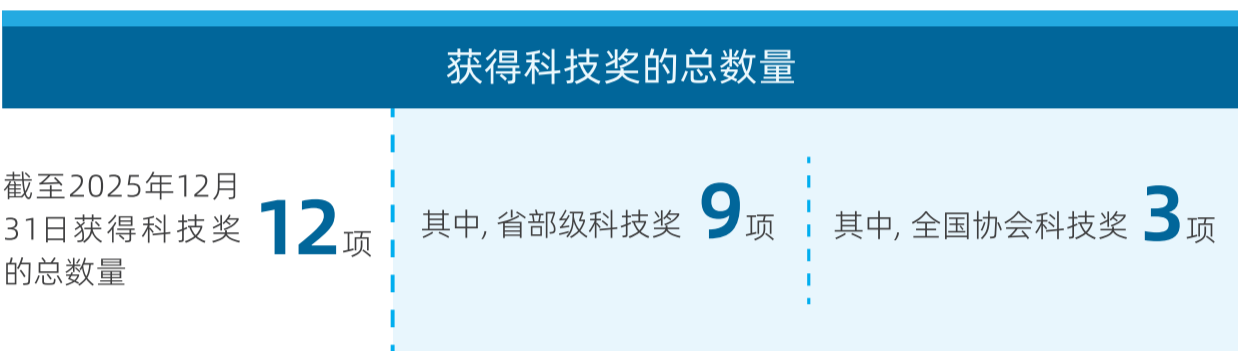 获得科技奖的总数量
截至2025年12月
31日获得科技奖
的总数量
12项
其中, 省部级科技奖 9项
其中, 全国协会科技奖 3项